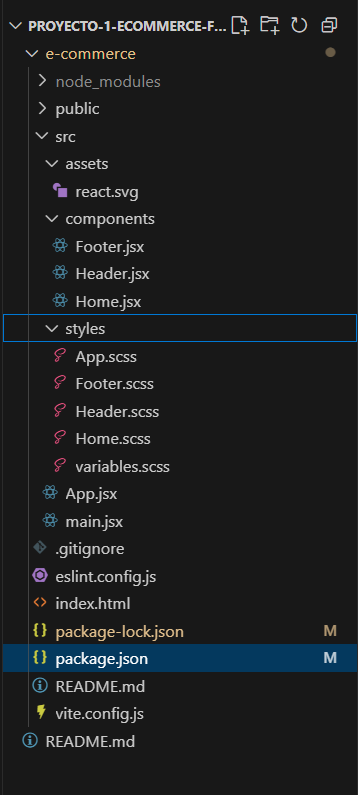 PROYECTO-1-ECOMMERCE-F...
e-commerce
node_modules
public
src
assets
react.svg
components
Footer.jsx
Header.jsx
Home.jsx
styles
App.scss
Footer.scss
Header.scss
Home.scss
variables.scss
App.jsx
main.jsx
.gitignore
eslint.config.js
index.html
package-lock.json M
package.json M
README.md
vite.config.js
README.md